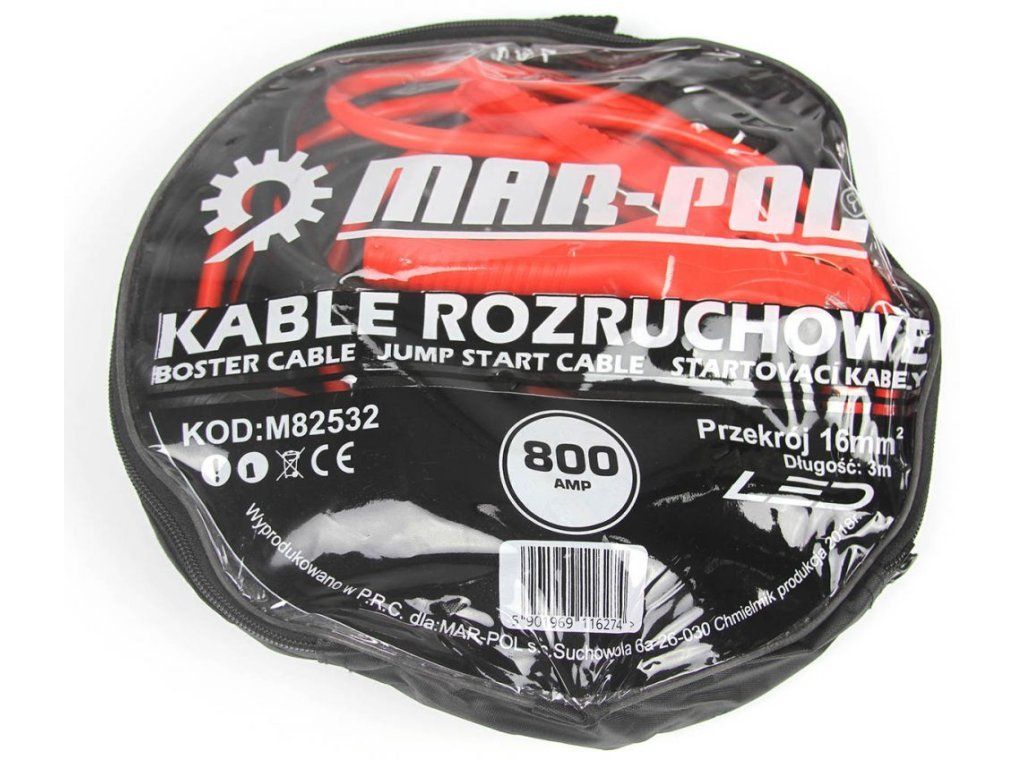 MAR-POL
KABLE ROZRUCHOWE
BOSTER CABLE JUMP START CABLE STARTOVACÍ KABELY
KOD:M82532
CE
800
AMP
Przekrój 16mm²
Długość: 3m
LED
5 901969 116274 >
Wyprodukowano w P.R.C. dla:MAR-POL s.c.Suchowola 6a 26-030 Chmielnik produkcja 2018r.